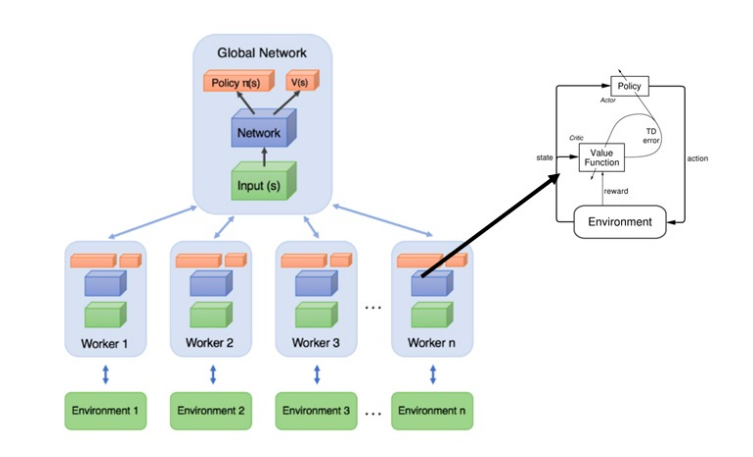 Global Network
Policy π(s)
V(s)
Network
Input (s)
Worker 1
Worker 2
Worker 3
...
Worker n
Environment 1
Environment 2
Environment 3
...
Environment n
Policy
Actor
TD
error
Critic
Value
Function
state
action
reward
Environment